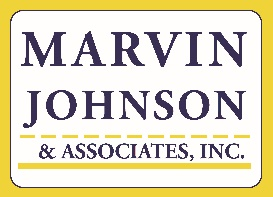 MARVIN
JOHNSON
& ASSOCIATES, INC.